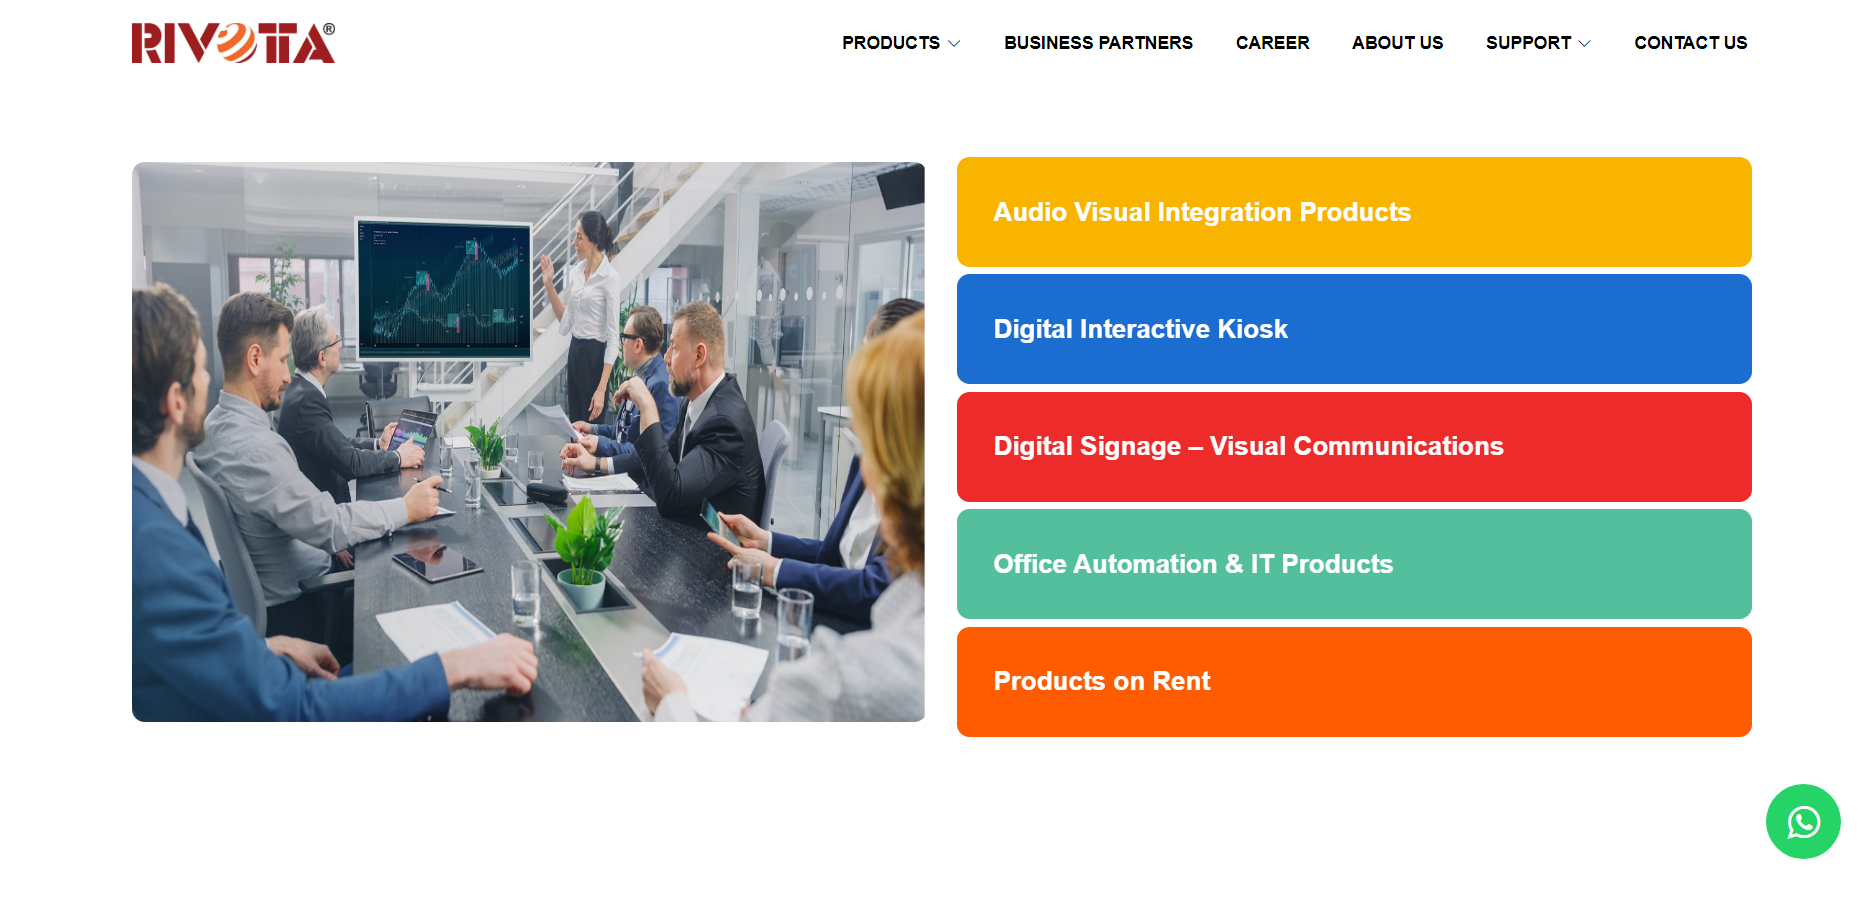 RIVOTTA®
PRODUCTS BUSINESS PARTNERS CAREER ABOUT US SUPPORT CONTACT US
Audio Visual Integration Products
Digital Interactive Kiosk
Digital Signage – Visual Communications
Office Automation & IT Products
Products on Rent